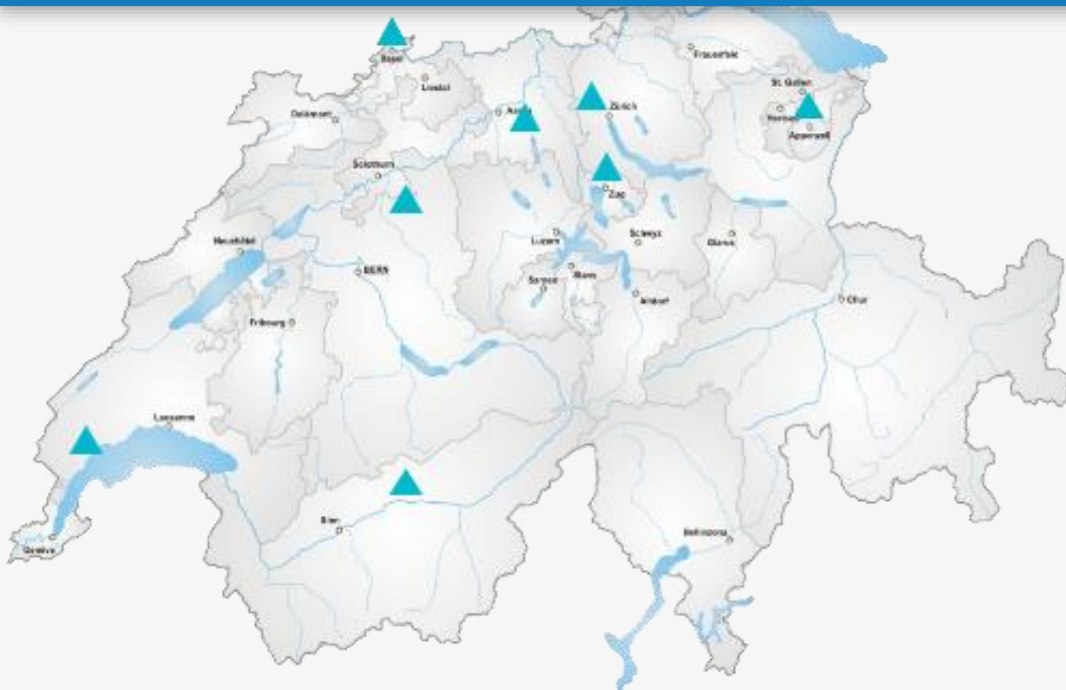 Basel
Frauenfeld
Liestal
St. Gallen
Delémont
Zürich
Herisau
Appenzell
Solothurn
Zug
Neuchâtel
Luzern
Schwyz
Glarus
BERN
Sarnen
Stans
Altdorf
Chur
Fribourg
Lausanne
Sion
Bellinzona
Genève